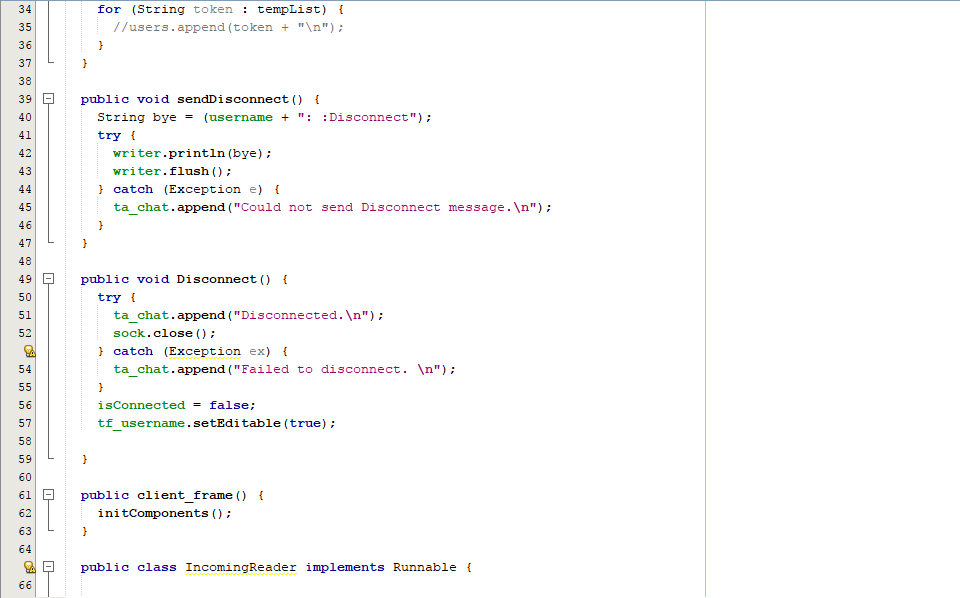 34 for (String token : tempList) {
35 //users.append(token + "\n");
36 }
37 }
38
39 public void sendDisconnect() {
40 String bye = (username + ": :Disconnect");
41 try {
42 writer.println(bye);
43 writer.flush();
44 } catch (Exception e) {
45 ta_chat.append("Could not send Disconnect message.\n");
46 }
47 }
48
49 public void Disconnect() {
50 try {
51 ta_chat.append("Disconnected.\n");
52 sock.close();
} catch (Exception ex) {
54 ta_chat.append("Failed to disconnect. \n");
55 }
56 isConnected = false;
57 tf_username.setEditable(true);
58
59 }
60
61 public client_frame() {
62 initComponents();
63 }
64
public class IncomingReader implements Runnable {
66